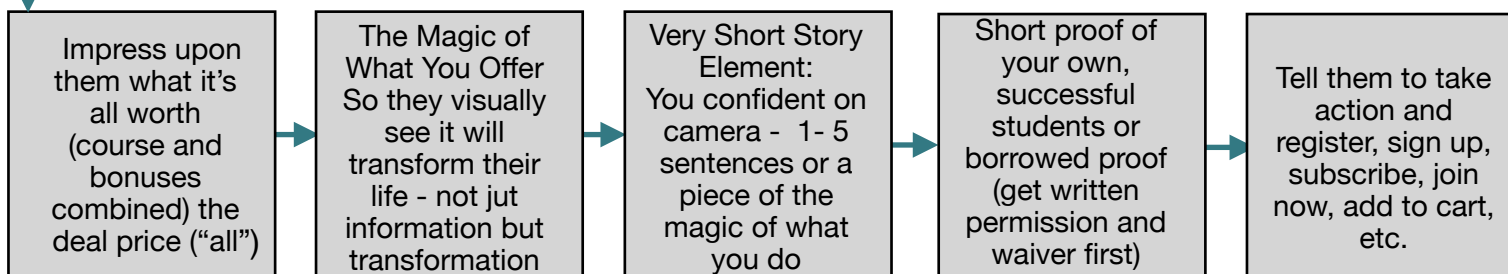 Impress upon
them what it's
all worth
(course and
bonuses
combined) the
deal price (“all”)
The Magic of
What You Offer
So they visually
see it will
transform their
life - not jut
information but
transformation
Very Short Story
Element:
You confident on
camera -  1- 5
sentences or a
piece of the
magic of what
you do
Short proof of
your own,
successful
students or
borrowed proof
(get written
permission and
waiver first)
Tell them to take
action and
register, sign up,
subscribe, join
now, add to cart,
etc.